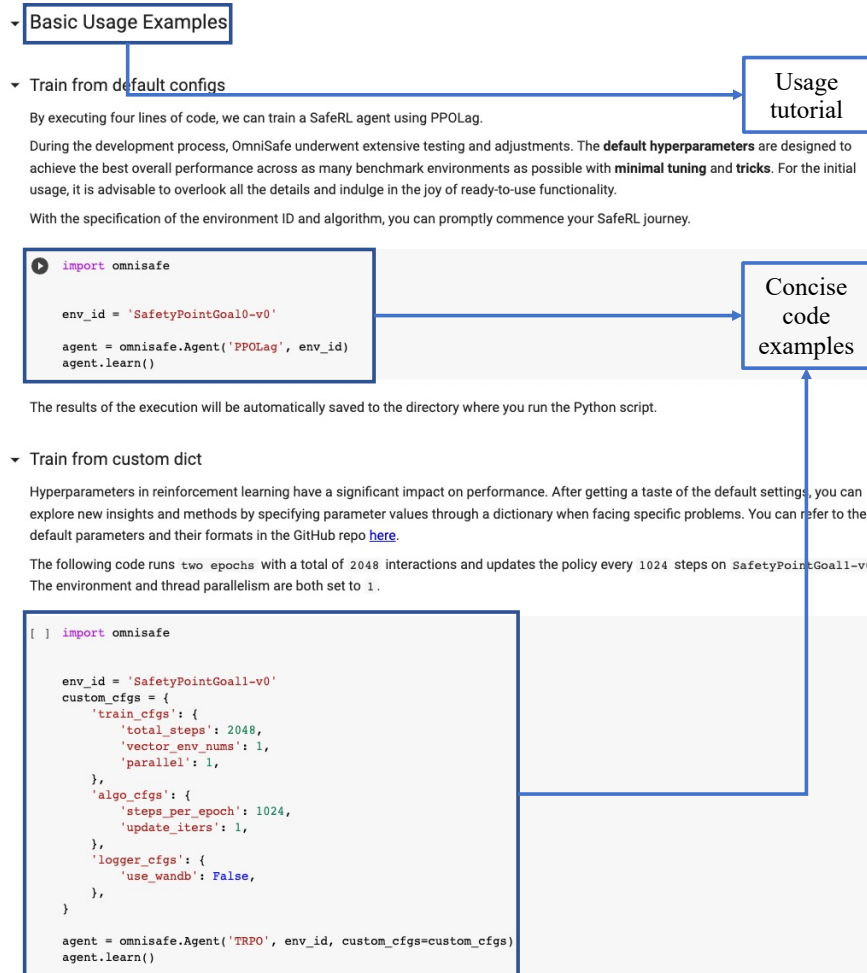 Basic Usage Examples
Train from default configs
Usage
tutorial
By executing four lines of code, we can train a SafeRL agent using PPOLag.
During the development process, OmniSafe underwent extensive testing and adjustments. The default hyperparameters are designed to
achieve the best overall performance across as many benchmark environments as possible with minimal tuning and tricks. For the initial
usage, it is advisable to overlook all the details and indulge in the joy of ready-to-use functionality.
With the specification of the environment ID and algorithm, you can promptly commence your SafeRL journey.
import omnisafe
env_id = 'SafetyPointGoal0-v0'
agent = omnisafe.Agent('PPOLag', env_id)
agent.learn()
Concise
code
examples
The results of the execution will be automatically saved to the directory where you run the Python script.
Train from custom dict
Hyperparameters in reinforcement learning have a significant impact on performance. After getting a taste of the default settings, you can
explore new insights and methods by specifying parameter values through a dictionary when facing specific problems. You can refer to the
default parameters and their formats in the GitHub repo here.
The following code runs two epochs with a total of 2048 interactions and updates the policy every 1024 steps on SafetyPointGoal1-v
The environment and thread parallelism are both set to 1.
[ ] import omnisafe
env_id = 'SafetyPointGoal1-v0'
custom_cfgs = {
'train_cfgs': {
'total_steps': 2048,
'vector_env_nums': 1,
'parallel': 1,
},
'algo_cfgs': {
'steps_per_epoch': 1024,
'update_iters': 1,
},
'logger_cfgs': {
'use_wandb': False,
},
}
agent = omnisafe.Agent('TRPO', env_id, custom_cfgs=custom_cfgs)
agent.learn()